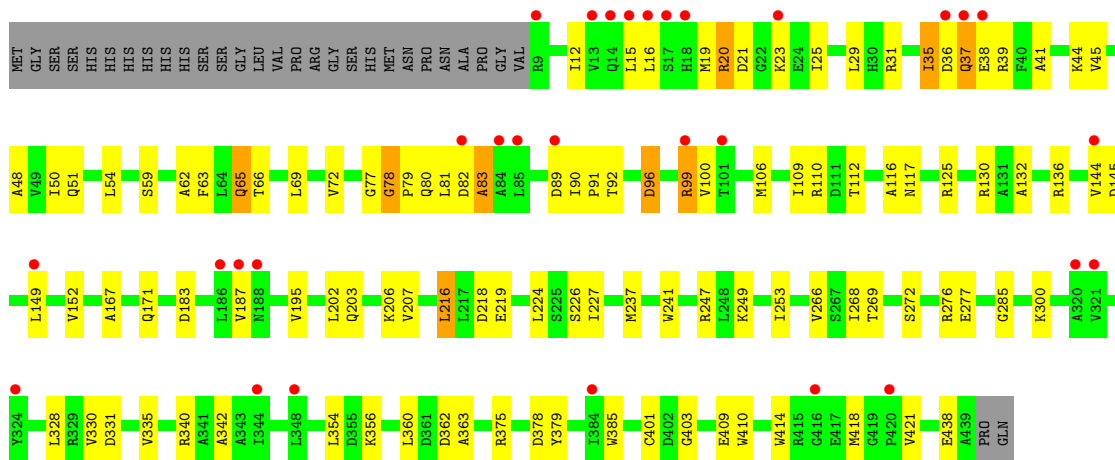 MET GLY SER SER HIS HIS HIS HIS HIS HIS SER SER GLY LEU VAL PRO ARG GLY SER HIS MET ASN PRO ASN ALA PRO GLY VAL R9 I12 V13 Q14 L15 L16 S17 H18 M19 R20 D21 G22 K23 E24 I25 L29 H30 R31 I35 D36 Q37 E38 R39 F40 A41 K44 V45
A48 V49 I50 Q51 L54 S59 A62 F63 L64 Q65 T66 L69 V72 G77 G78 P79 Q80 L81 D82 A83 A84 L85 D89 I90 P91 T92 D96 R99 V100 T101 M106 I109 R110 D111 T112 A116 N117 R125 R130 A131 A132 R136 V144 D145
L149 V152 A167 Q171 D183 L186 V187 N188 V195 L202 Q203 K206 V207 L216 L217 D218 E219 L224 S225 S226 I227 M237 W241 R247 L248 K249 I253 V266 S267 I268 T269 S272 R276 E277 G285 K300 A320 V321
Y324 L328 R329 V330 D331 V335 R340 A341 A342 A343 I344 L348 L354 D355 K356 L360 D361 D362 A363 R375 D378 Y379 I384 W385 C401 D402 G403 E409 W410 W414 R415 G416 E417 M418 G419 P420 V421 E438 A439 PRO GLN